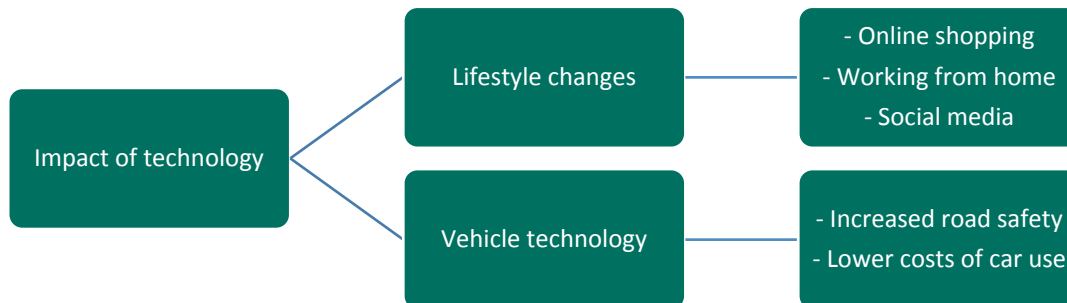 Impact of technology
Lifestyle changes
- Online shopping
- Working from home
- Social media
Vehicle technology
- Increased road safety
- Lower costs of car use